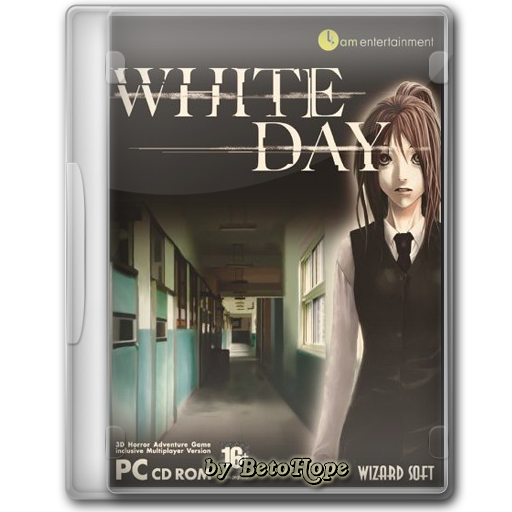 am entertainment
WHITE
DAY
3D Horror Adventure Game
Inclusive Multiplayer Version
PC CD ROM
16+
by BetoHope
WIZARD SOFT